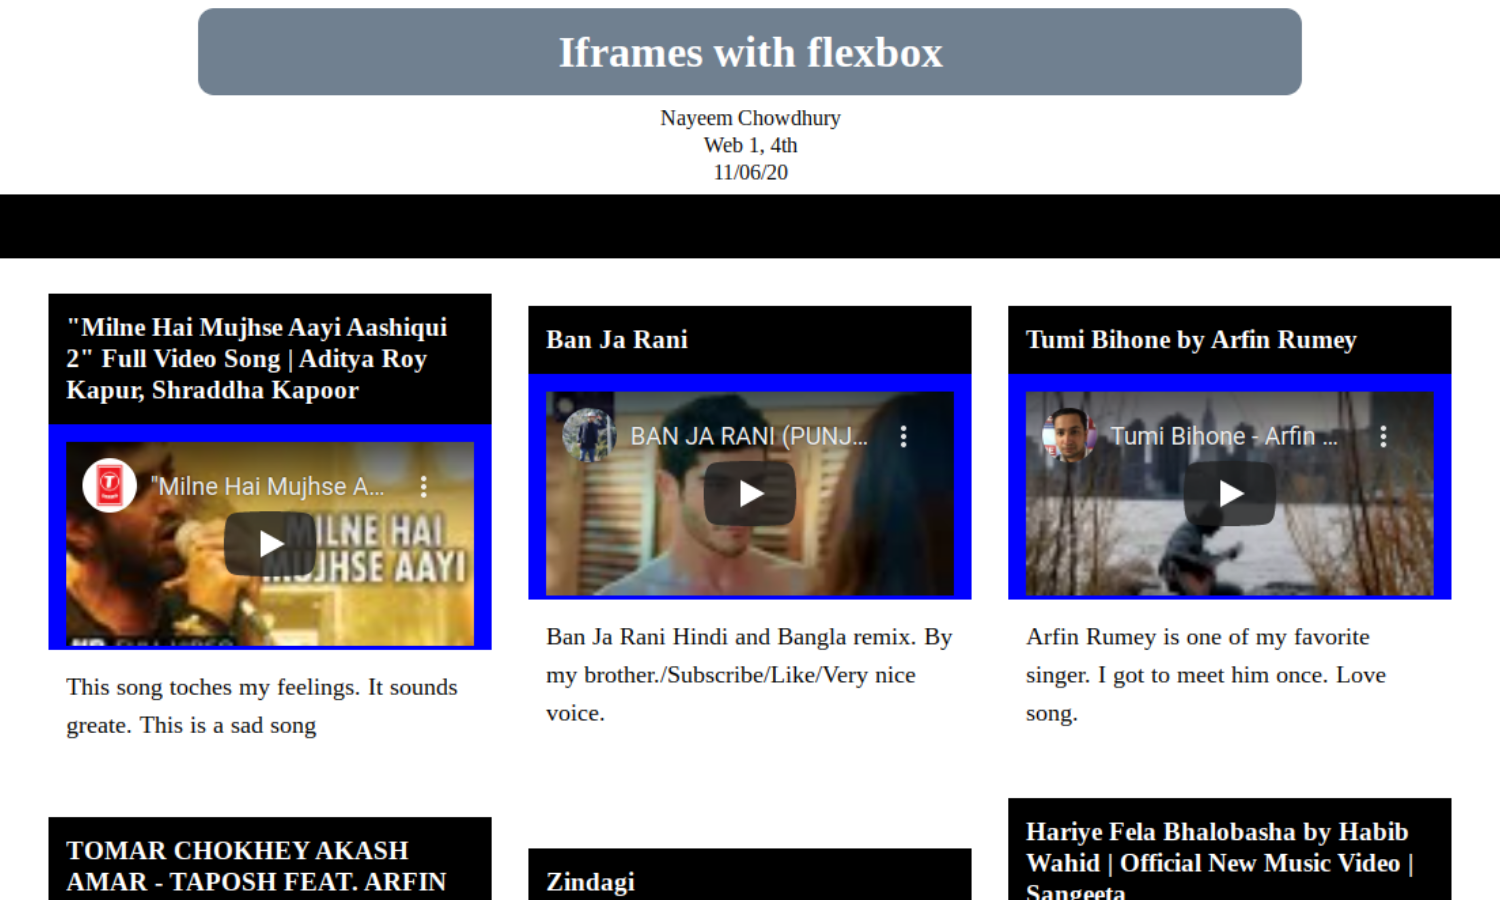 Iframes with flexbox
Nayeem Chowdhury
Web 1, 4th
11/06/20
"Milne Hai Mujhse Aayi Aashiqui
2" Full Video Song | Aditya Roy
Kapur, Shraddha Kapoor
"Milne Hai Mujhse A...
MILNE HAI
MUJHSE AAYI
This song toches my feelings. It sounds
greate. This is a sad song
Ban Ja Rani
BAN JA RANI (PUNJ...
Ban Ja Rani Hindi and Bangla remix. By
my brother./Subscribe/Like/Very nice
voice.
Tumi Bihone by Arfin Rumey
Tumi Bihone - Arfin ...
Arfin Rumey is one of my favorite
singer. I got to meet him once. Love
song.
TOMAR CHOKHEY AKASH
AMAR - TAPOSH FEAT. ARFIN
Zindagi
Hariye Fela Bhalobasha by Habib
Wahid | Official New Music Video |
Sangeeta